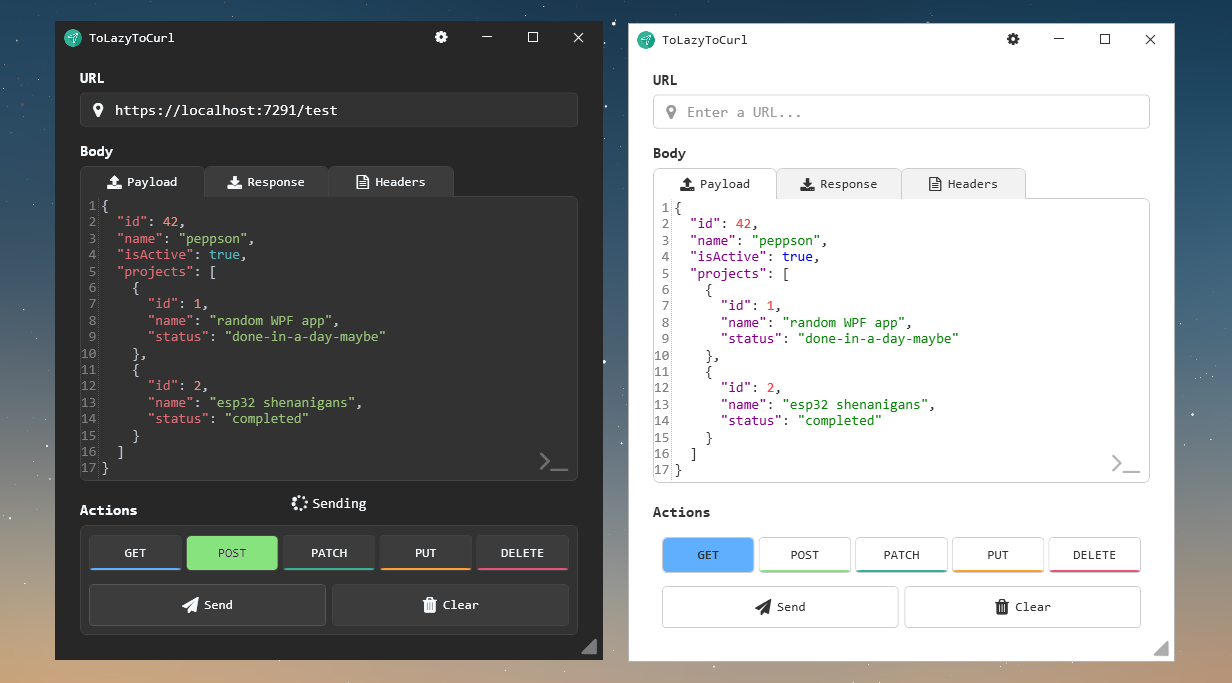 ToLazyToCurl
URL
https://localhost:7291/test
Body
Payload Response Headers
1 {
2 "id": 42,
3 "name": "peppson",
4 "isActive": true,
5 "projects": [
6 {
7 "id": 1,
8 "name": "random WPF app",
9 "status": "done-in-a-day-maybe"
10 },
11 {
12 "id": 2,
13 "name": "esp32 shenanigans",
14 "status": "completed"
15 }
16 ]
17 }
Actions
Sending
GET POST PATCH PUT DELETE
Send Clear
ToLazyToCurl
URL
Enter a URL...
Body
Payload Response Headers
1 {
2 "id": 42,
3 "name": "peppson",
4 "isActive": true,
5 "projects": [
6 {
7 "id": 1,
8 "name": "random WPF app",
9 "status": "done-in-a-day-maybe"
10 },
11 {
12 "id": 2,
13 "name": "esp32 shenanigans",
14 "status": "completed"
15 }
16 ]
17 }
Actions
GET POST PATCH PUT DELETE
Send Clear